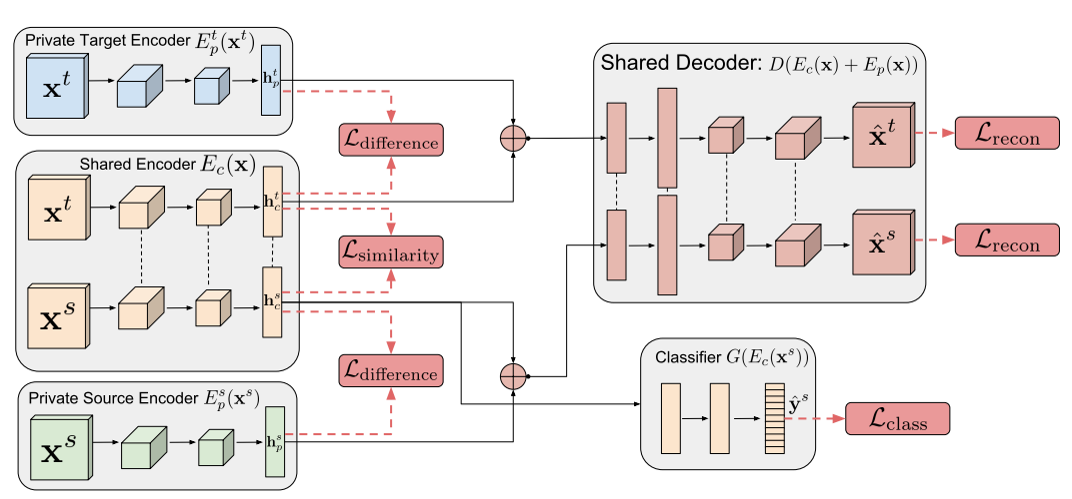 Private Target Encoder $E_p^t(\mathbf{x}^t)$
$\mathbf{x}^t$
$\mathbf{h}_p^t$
$\mathcal{L}_{\text{difference}}$
Shared Encoder $E_c(\mathbf{x})$
$\mathbf{x}^t$
$\mathbf{h}_c^t$
$\mathcal{L}_{\text{similarity}}$
$\mathbf{x}^s$
$\mathbf{h}_c^s$
$\mathcal{L}_{\text{difference}}$
Private Source Encoder $E_p^s(\mathbf{x}^s)$
$\mathbf{x}^s$
$\mathbf{h}_p^s$
Shared Decoder: $D(E_c(\mathbf{x}) + E_p(\mathbf{x}))$
$\hat{\mathbf{x}}^t$
$\mathcal{L}_{\text{recon}}$
$\hat{\mathbf{x}}^s$
$\mathcal{L}_{\text{recon}}$
Classifier $G(E_c(\mathbf{x}^s))$
$\hat{\mathbf{y}}^s$
$\mathcal{L}_{\text{class}}$